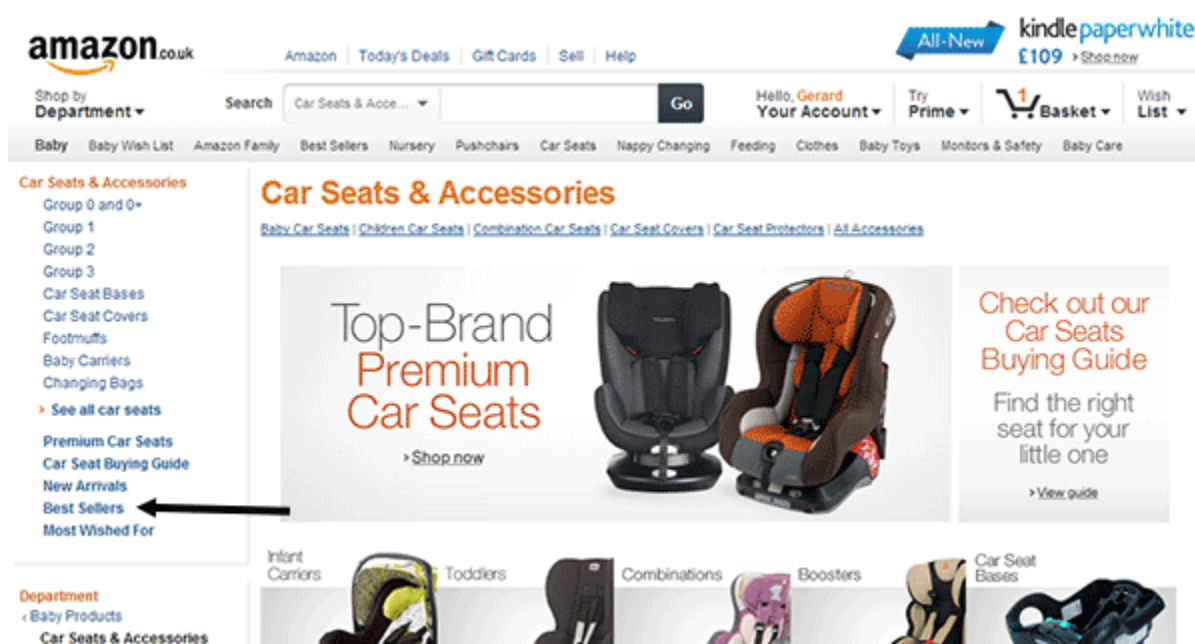 amazon.co.uk
Amazon | Today's Deals | Gift Cards | Sell | Help
All-New
kindle paperwhite
£109 > Shop now
Shop by
Department
Search
Car Seats & Acce...
Go
Hello, Gerard
Your Account
Try
Prime
1
Basket
Wish
List
Baby Baby Wish List Amazon Family Best Sellers Nursery Pushchairs Car Seats Nappy Changing Feeding Clothes Baby Toys Monitors & Safety Baby Care
Car Seats & Accessories
Group 0 and 0+
Group 1
Group 2
Group 3
Car Seat Bases
Car Seat Covers
Footmuffs
Baby Carriers
Changing Bags
› See all car seats
Premium Car Seats
Car Seat Buying Guide
New Arrivals
Best Sellers
Most Wished For
Department
‹ Baby Products
Car Seats & Accessories
Car Seats & Accessories
Baby Car Seats | Children Car Seats | Combination Car Seats | Car Seat Covers | Car Seat Protectors | All Accessories
Top-Brand
Premium
Car Seats
› Shop now
Check out our
Car Seats
Buying Guide
Find the right
seat for your
little one
› View guide
Infant
Carriers
Toddlers
Combinations
Boosters
Car Seat
Bases